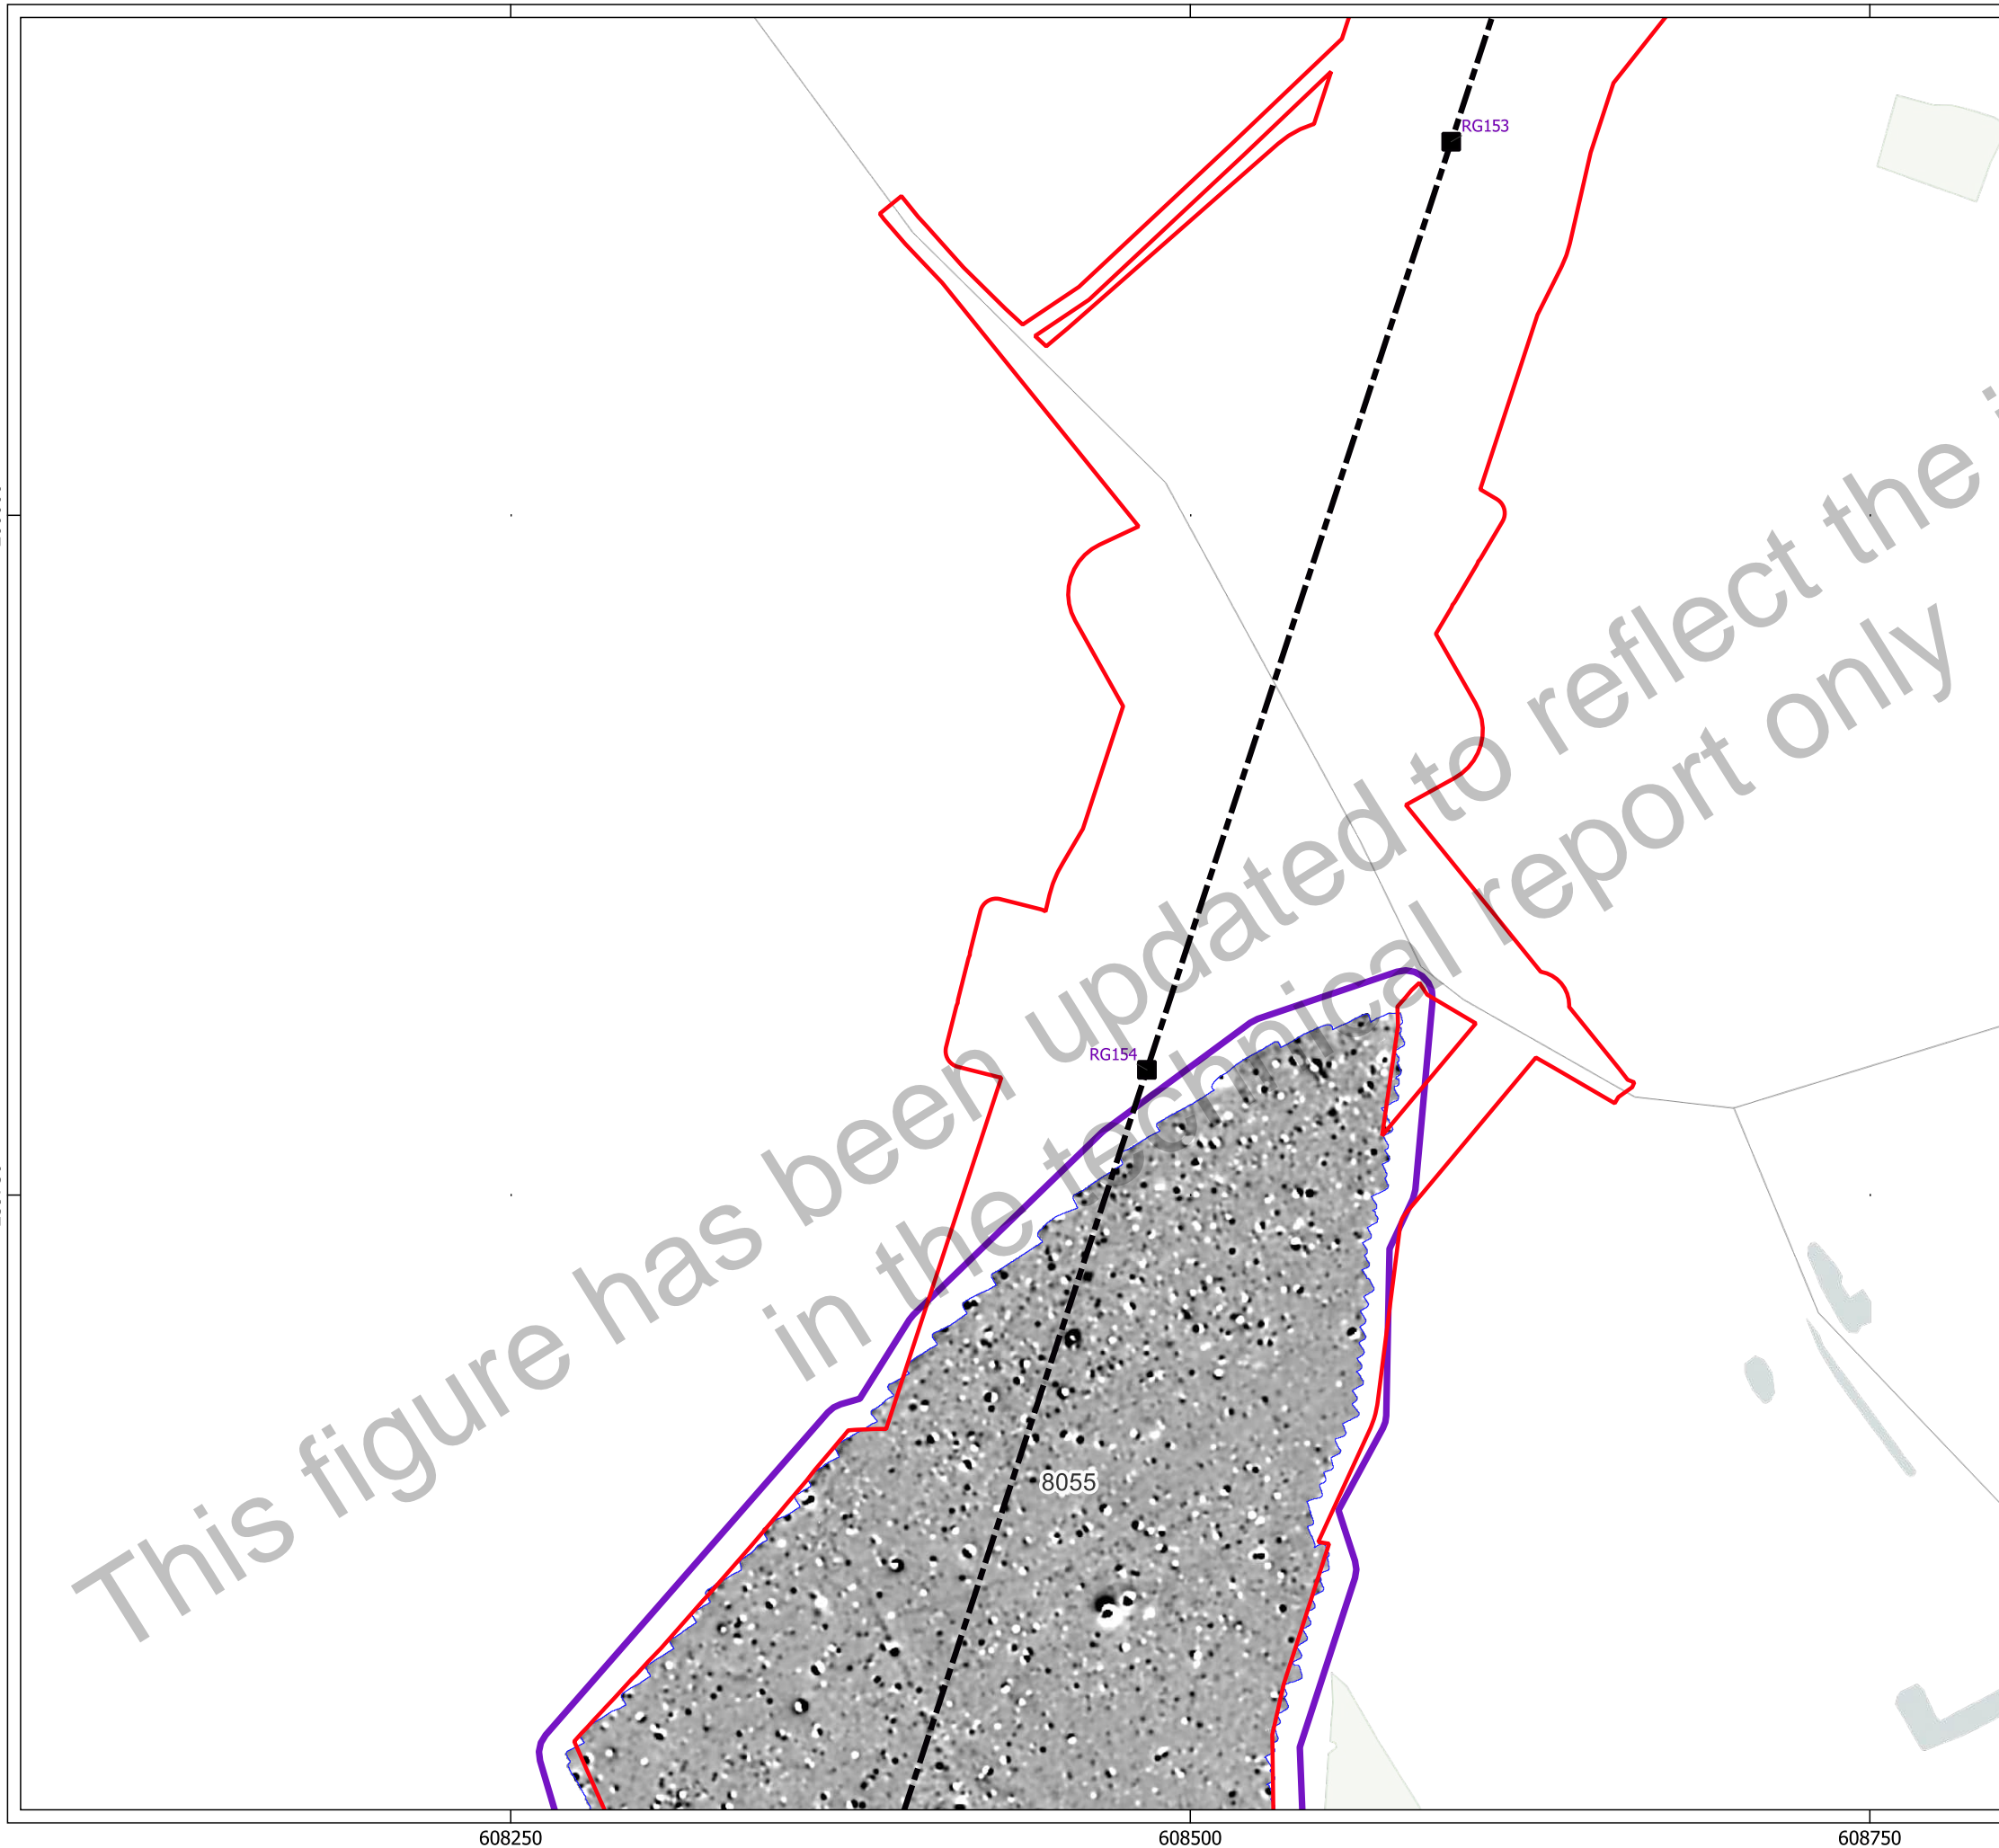 RG153
This figure has been updated to reflect the
in the technical report only
RG154
8055
608250
608500
608750